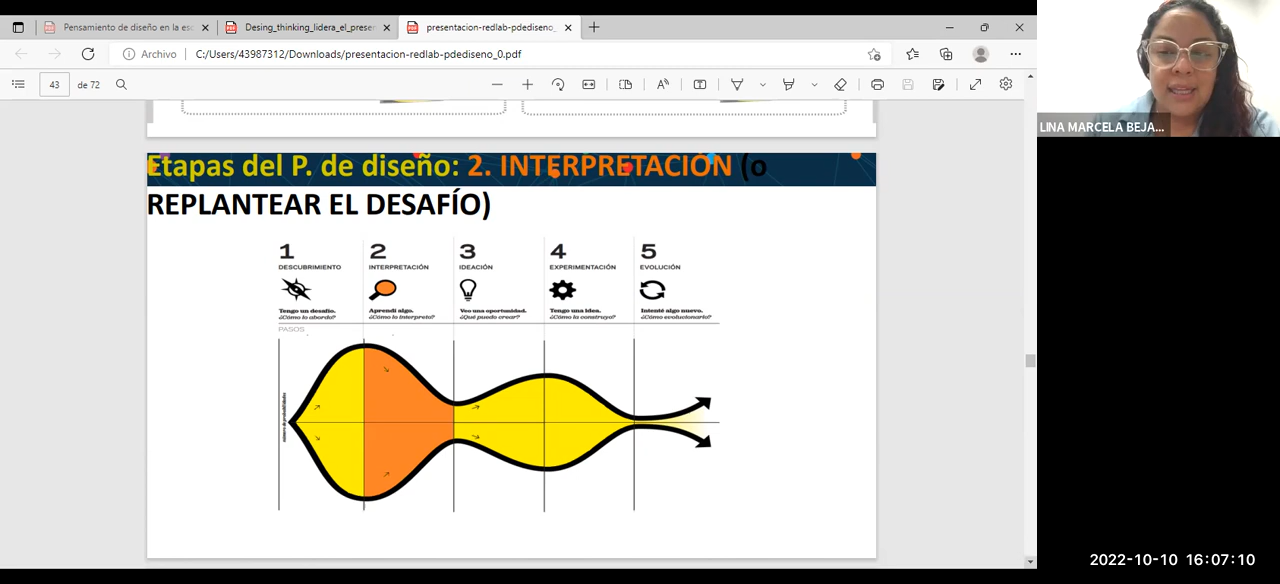 Pensamiento de diseño en la es
Desing_thinking_lidera_el_presen
presentacion-redlab-pdediseno_
Archivo
C:/Users/43987312/Downloads/presentacion-redlab-pdediseno_0.pdf
43
de 72
LINA MARCELA BEJA...
Etapas del P. de diseño: 2. INTERPRETACIÓN (o
REPLANTEAR EL DESAFÍO)
1 2 3 4 5
DESCUBRIMIENTO INTERPRETACIÓN IDEACIÓN EXPERIMENTACIÓN EVOLUCIÓN
Tengo un desafío. Aprendí algo. Veo una oportunidad. Tengo una idea. Intenté algo nuevo.
¿Cómo lo abordo? ¿Cómo lo interpreto? ¿Qué puedo crear? ¿Cómo la construyo? ¿Cómo evolucionarlo?
PASOS
2022-10-10 16:07:10